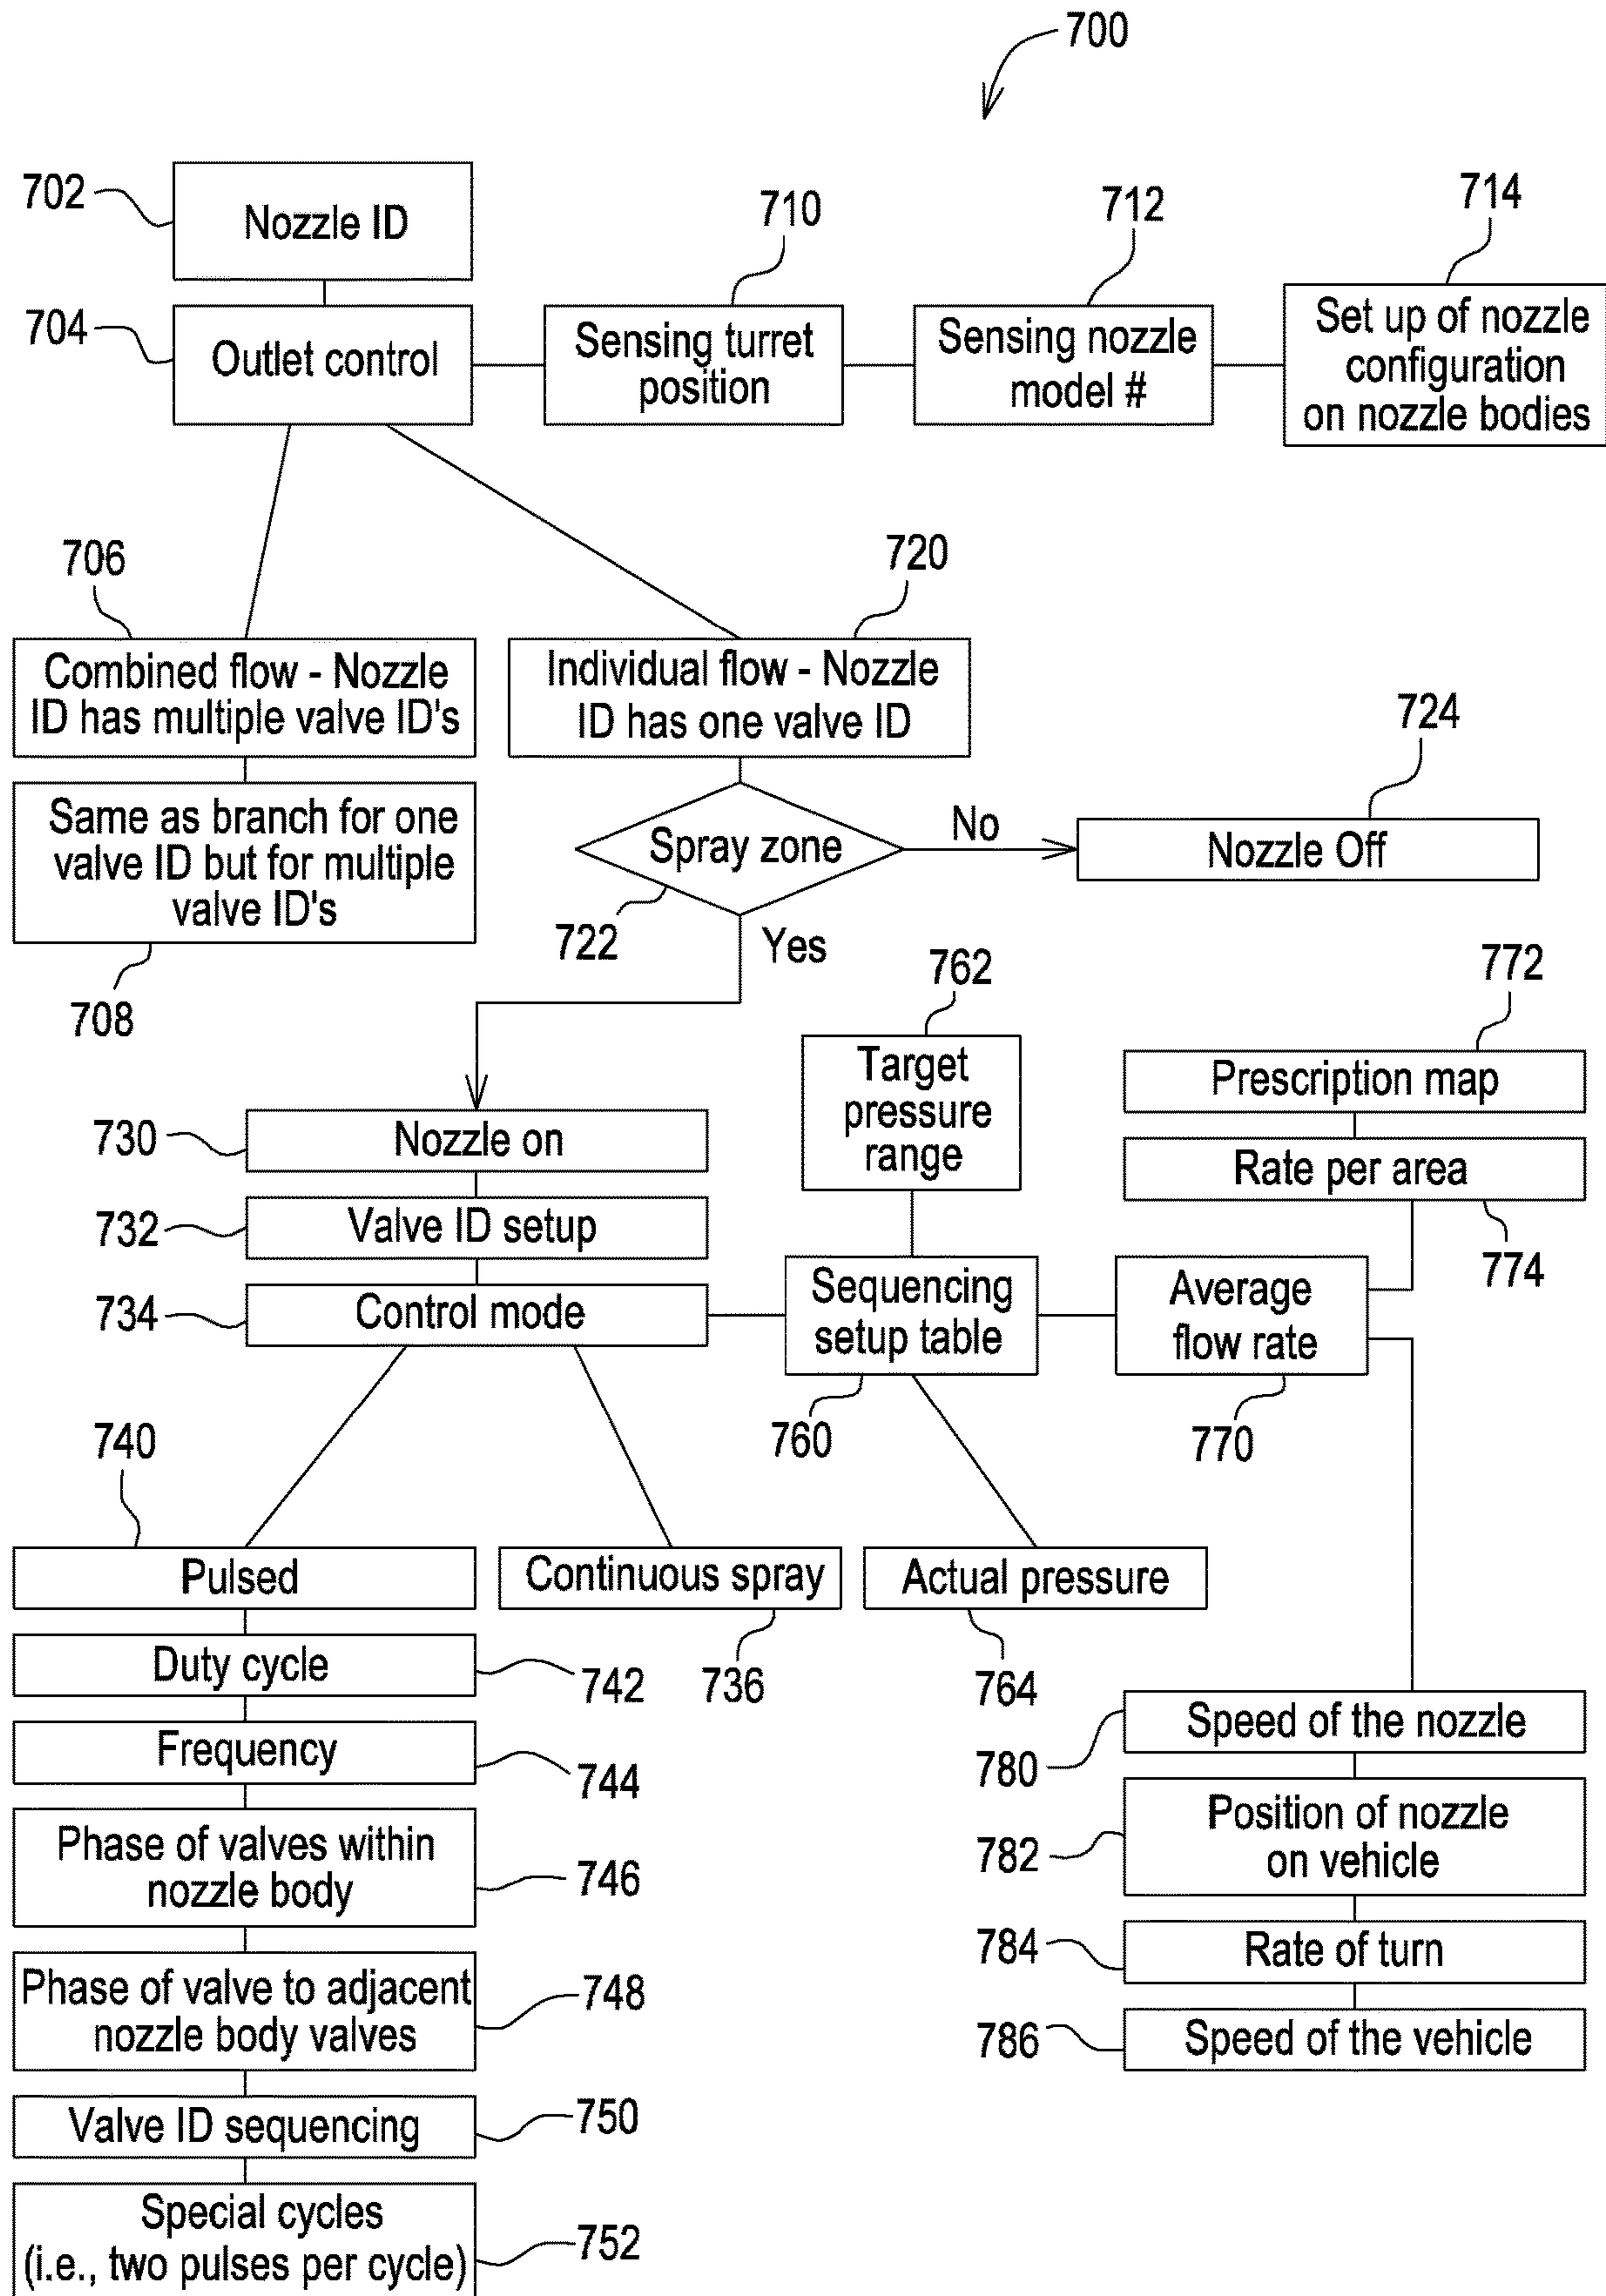 700
702
Nozzle ID
710
712
714
704
Outlet control
Sensing turret
position
Sensing nozzle
model #
Set up of nozzle
configuration
on nozzle bodies
706
720
Combined flow - Nozzle
ID has multiple valve ID's
Individual flow - Nozzle
ID has one valve ID
724
Same as branch for one
valve ID but for multiple
valve ID's
708
Spray zone
722
No
Nozzle Off
Yes
762
772
Target
pressure
range
Prescription map
Rate per area
774
730
Nozzle on
732
Valve ID setup
734
Control mode
Sequencing
setup table
760
Average
flow rate
770
740
Pulsed
Continuous spray
736
Actual pressure
764
Duty cycle
742
Frequency
744
Phase of valves within
nozzle body
746
Phase of valve to adjacent
nozzle body valves
748
Valve ID sequencing
750
Special cycles
(i.e., two pulses per cycle)
752
Speed of the nozzle
780
Position of nozzle
on vehicle
782
784
Rate of turn
786
Speed of the vehicle